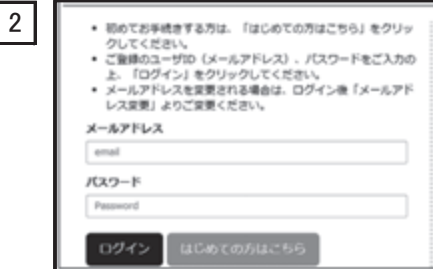 2
• 初めてお手続きする方は、「はじめての方はこちら」をクリッ
クしてください。
• ご登録のユーザID（メールアドレス）、パスワードをご入力の
上、「ログイン」をクリックしてください。
• メールアドレスを変更される場合は、ログイン後「メールアド
レス変更」よりご変更ください。
メールアドレス
email
パスワード
Password
ログイン はじめての方はこちら